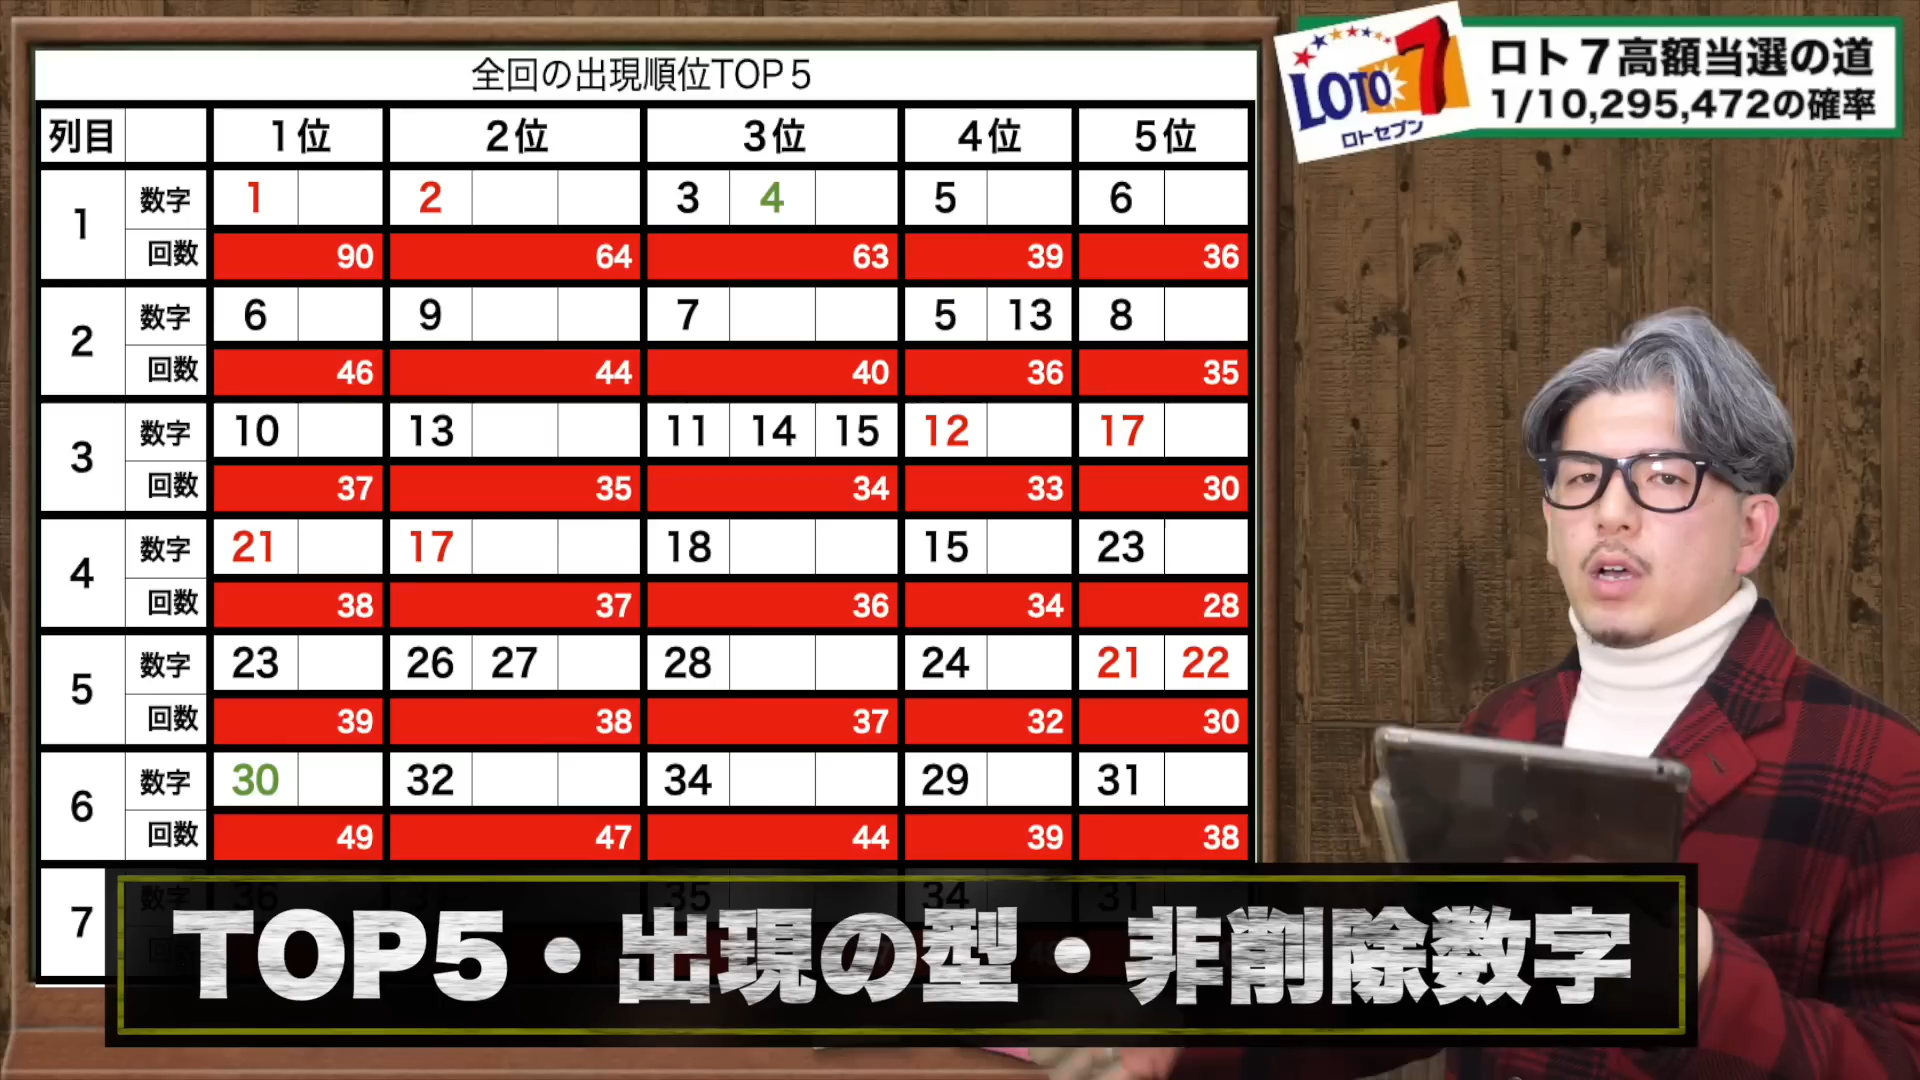 全回の出現順位TOP5
列目 1位 2位 3位 4位 5位
1 数字 1 2 3 4 5 6
回数 90 64 63 39 36
2 数字 6 9 7 5 13 8
回数 46 44 40 36 35
3 数字 10 13 11 14 15 12 17
回数 37 35 34 33 30
4 数字 21 17 18 15 23
回数 38 37 36 34 28
5 数字 23 26 27 28 24 21 22
回数 39 38 37 32 30
6 数字 30 32 34 29 31
回数 49 47 44 39 38
7 数字 36 35 34 31
LOTO 7
ロトセブン
ロト7高額当選の道
1/10,295,472の確率
TOP5・出現の型・非削除数字